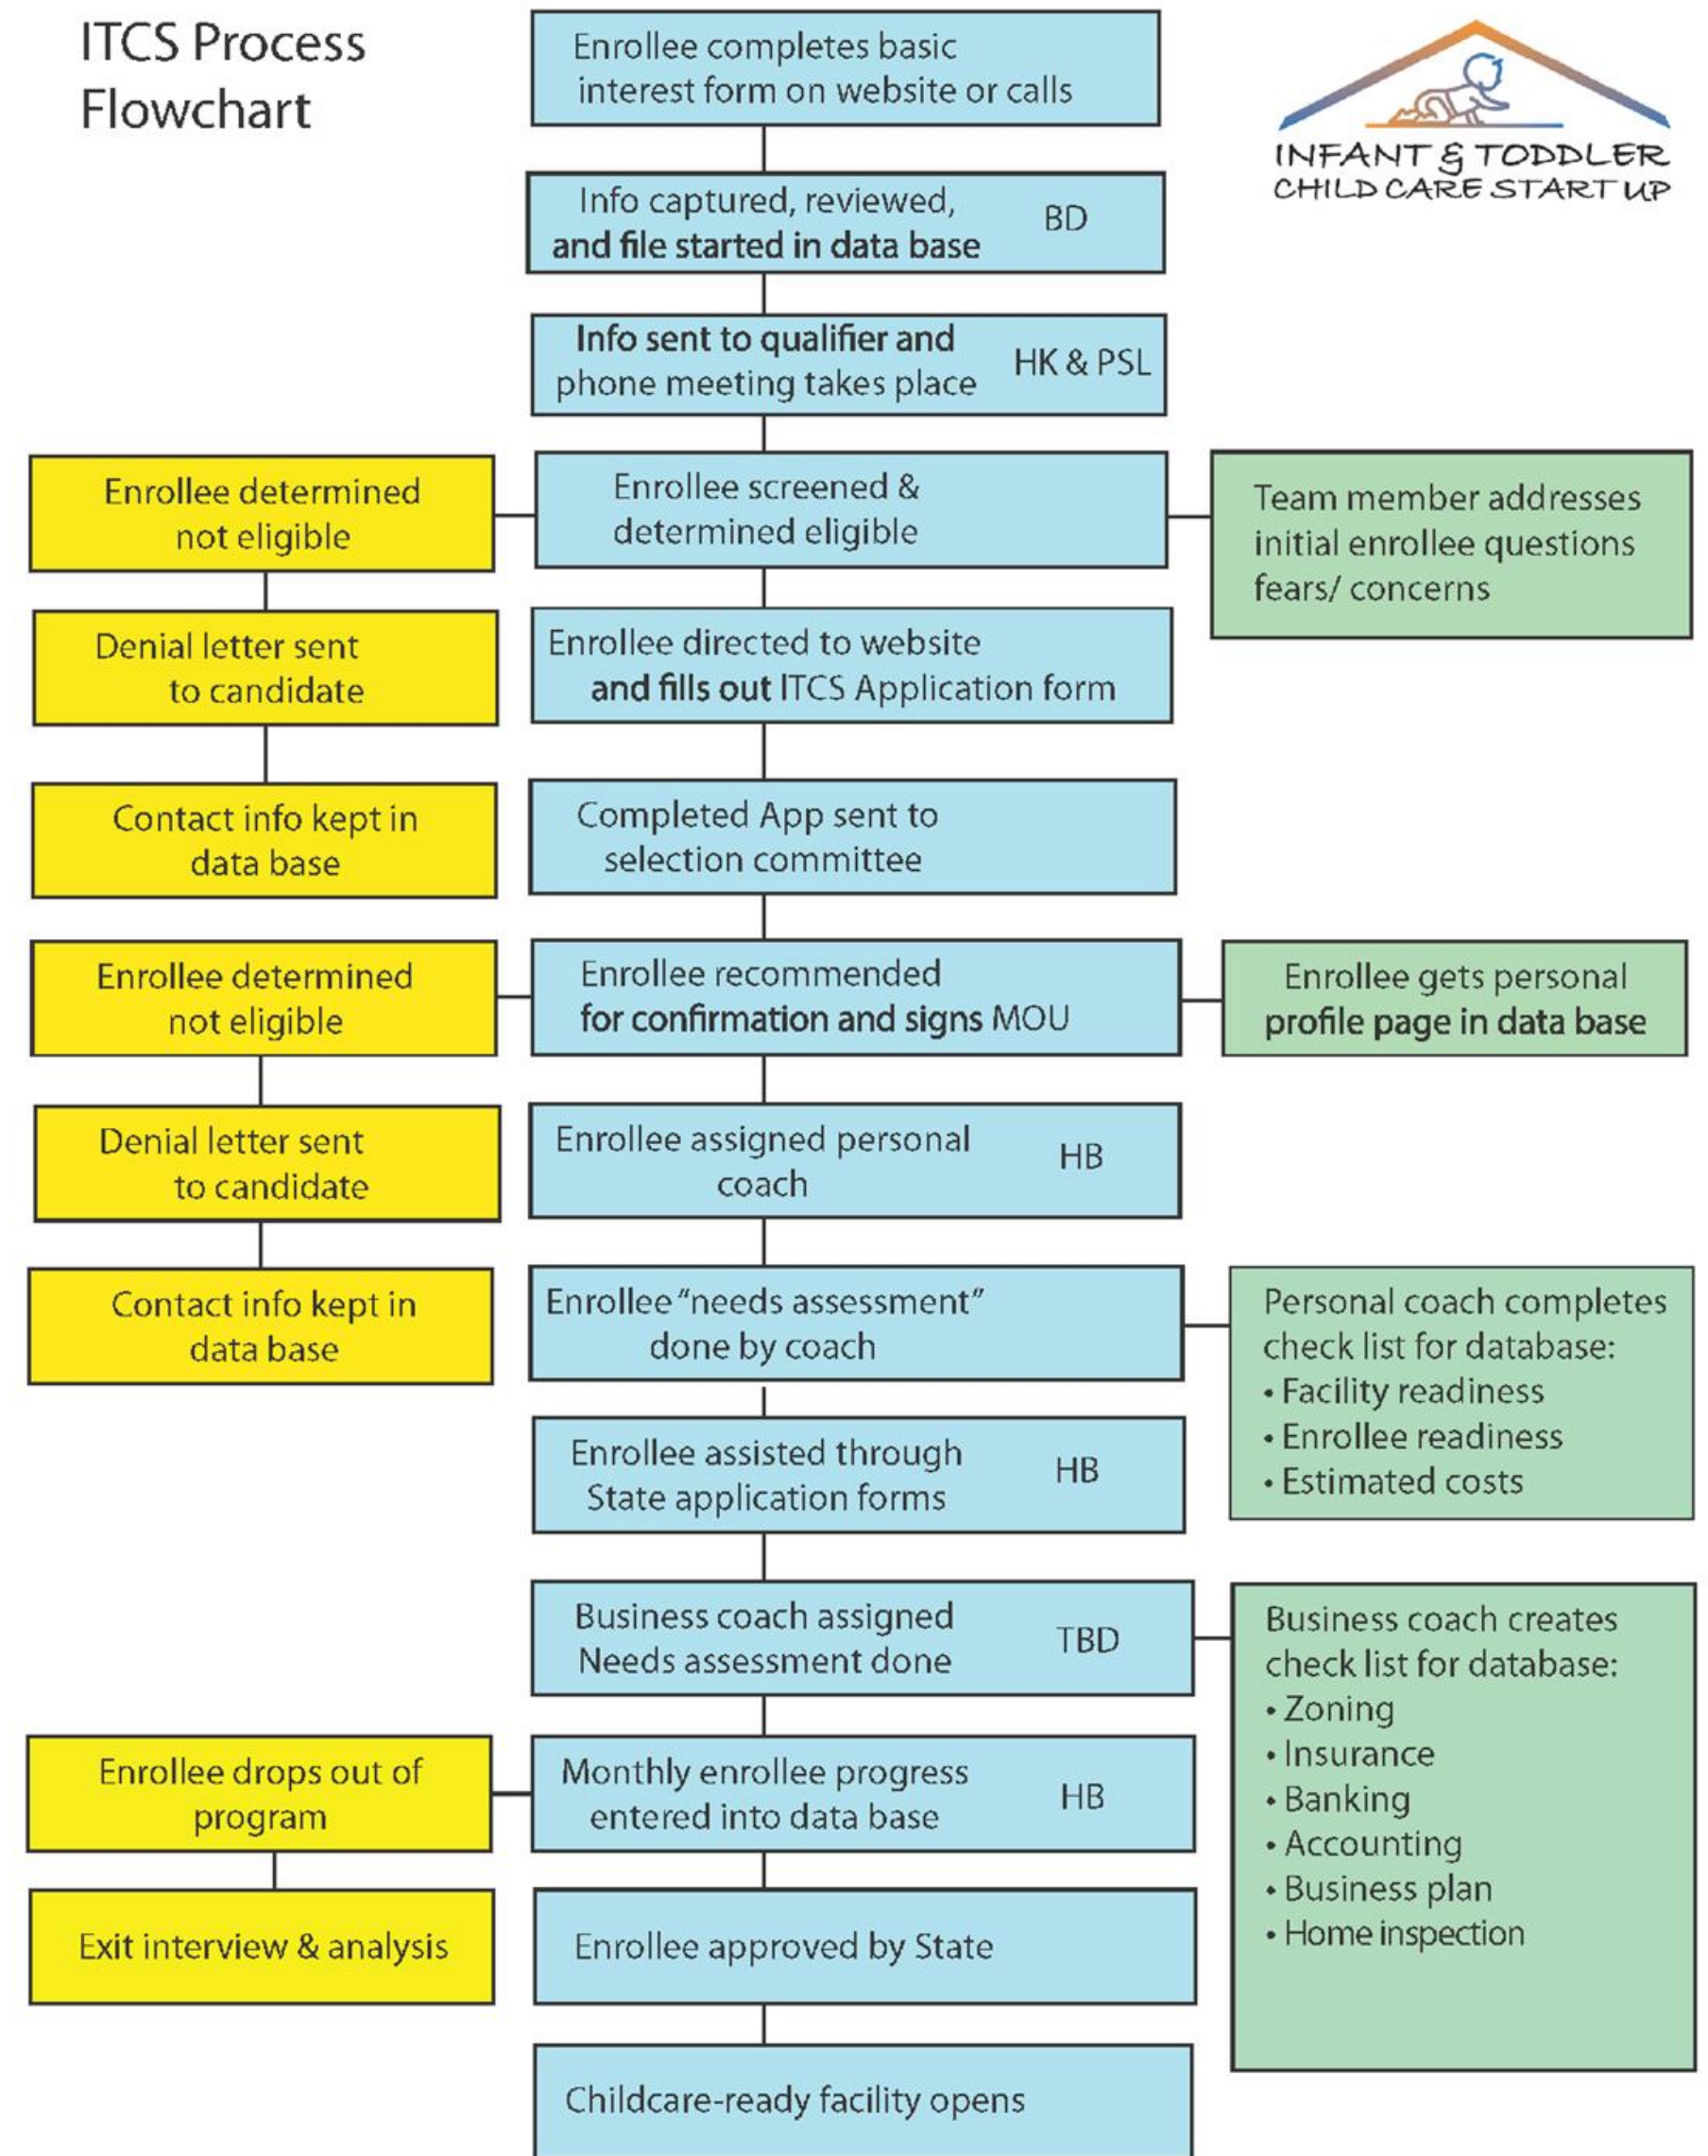 ITCS Process
Flowchart
INFANT & TODDLER
CHILD CARE START UP
Enrollee completes basic
interest form on website or calls
Info captured, reviewed,
and file started in data base
BD
Info sent to qualifier and
phone meeting takes place
HK & PSL
Enrollee determined
not eligible
Enrollee screened &
determined eligible
Team member addresses
initial enrollee questions
fears/ concerns
Denial letter sent
to candidate
Enrollee directed to website
and fills out ITCS Application form
Contact info kept in
data base
Completed App sent to
selection committee
Enrollee determined
not eligible
Enrollee recommended
for confirmation and signs MOU
Enrollee gets personal
profile page in data base
Denial letter sent
to candidate
Enrollee assigned personal
coach
HB
Contact info kept in
data base
Enrollee “needs assessment”
done by coach
Personal coach completes
check list for database:
• Facility readiness
• Enrollee readiness
• Estimated costs
Enrollee assisted through
State application forms
HB
Business coach assigned
Needs assessment done
TBD
Business coach creates
check list for database:
• Zoning
• Insurance
• Banking
• Accounting
• Business plan
• Home inspection
Enrollee drops out of
program
Monthly enrollee progress
entered into data base
HB
Exit interview & analysis
Enrollee approved by State
Childcare-ready facility opens